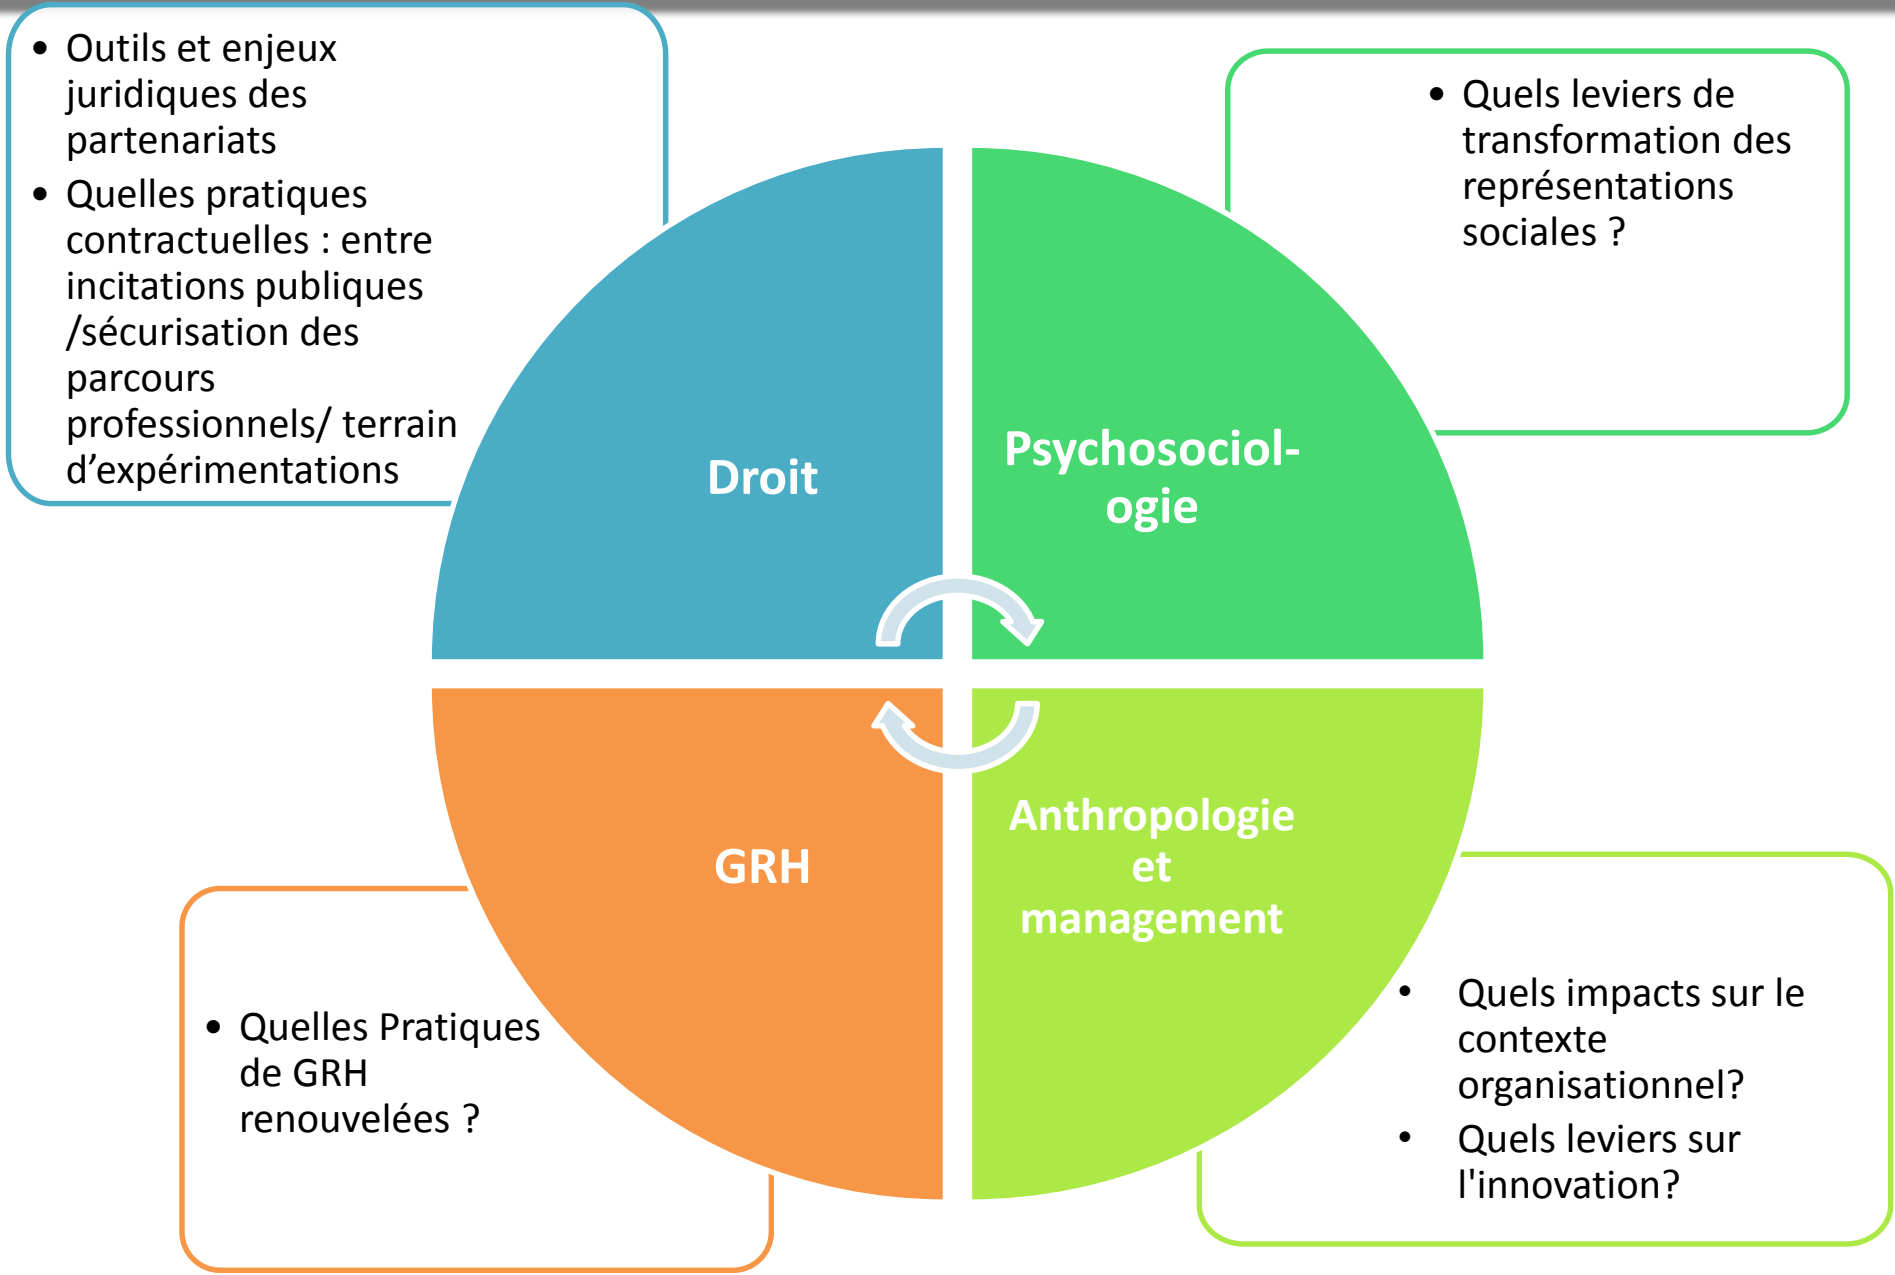 • Outils et enjeux
juridiques des
partenariats
• Quelles pratiques
contractuelles : entre
incitations publiques
/sécurisation des
parcours
professionnels/ terrain
d’expérimentations
• Quels leviers de
transformation des
représentations
sociales ?
Droit
Psychosociol-
ogie
GRH
Anthropologie
et
management
• Quelles Pratiques
de GRH
renouvelées ?
• Quels impacts sur le
contexte
organisationnel?
• Quels leviers sur
l'innovation?